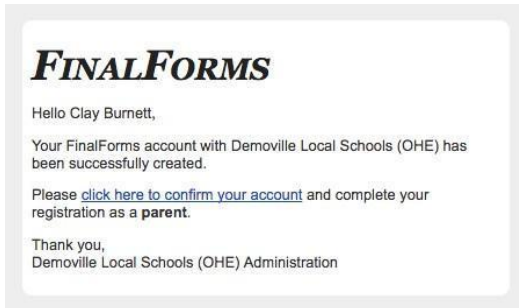 FINALFORMS
Hello Clay Burnett,
Your FinalForms account with Demoville Local Schools (OHE) has
been successfully created.
Please click here to confirm your account and complete your
registration as a parent.
Thank you,
Demoville Local Schools (OHE) Administration